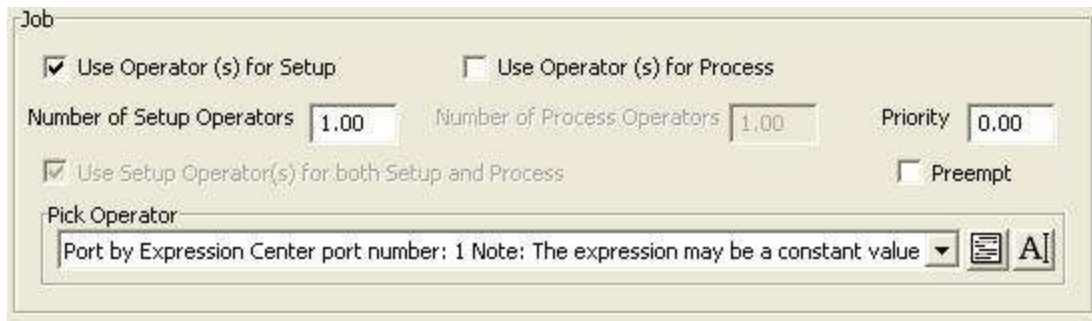 Job
Use Operator (s) for Setup Use Operator (s) for Process
Number of Setup Operators 1.00 Number of Process Operators 1.00 Priority 0.00
Use Setup Operator(s) for both Setup and Process Preempt
Pick Operator
Port by Expression Center port number: 1 Note: The expression may be a constant value A